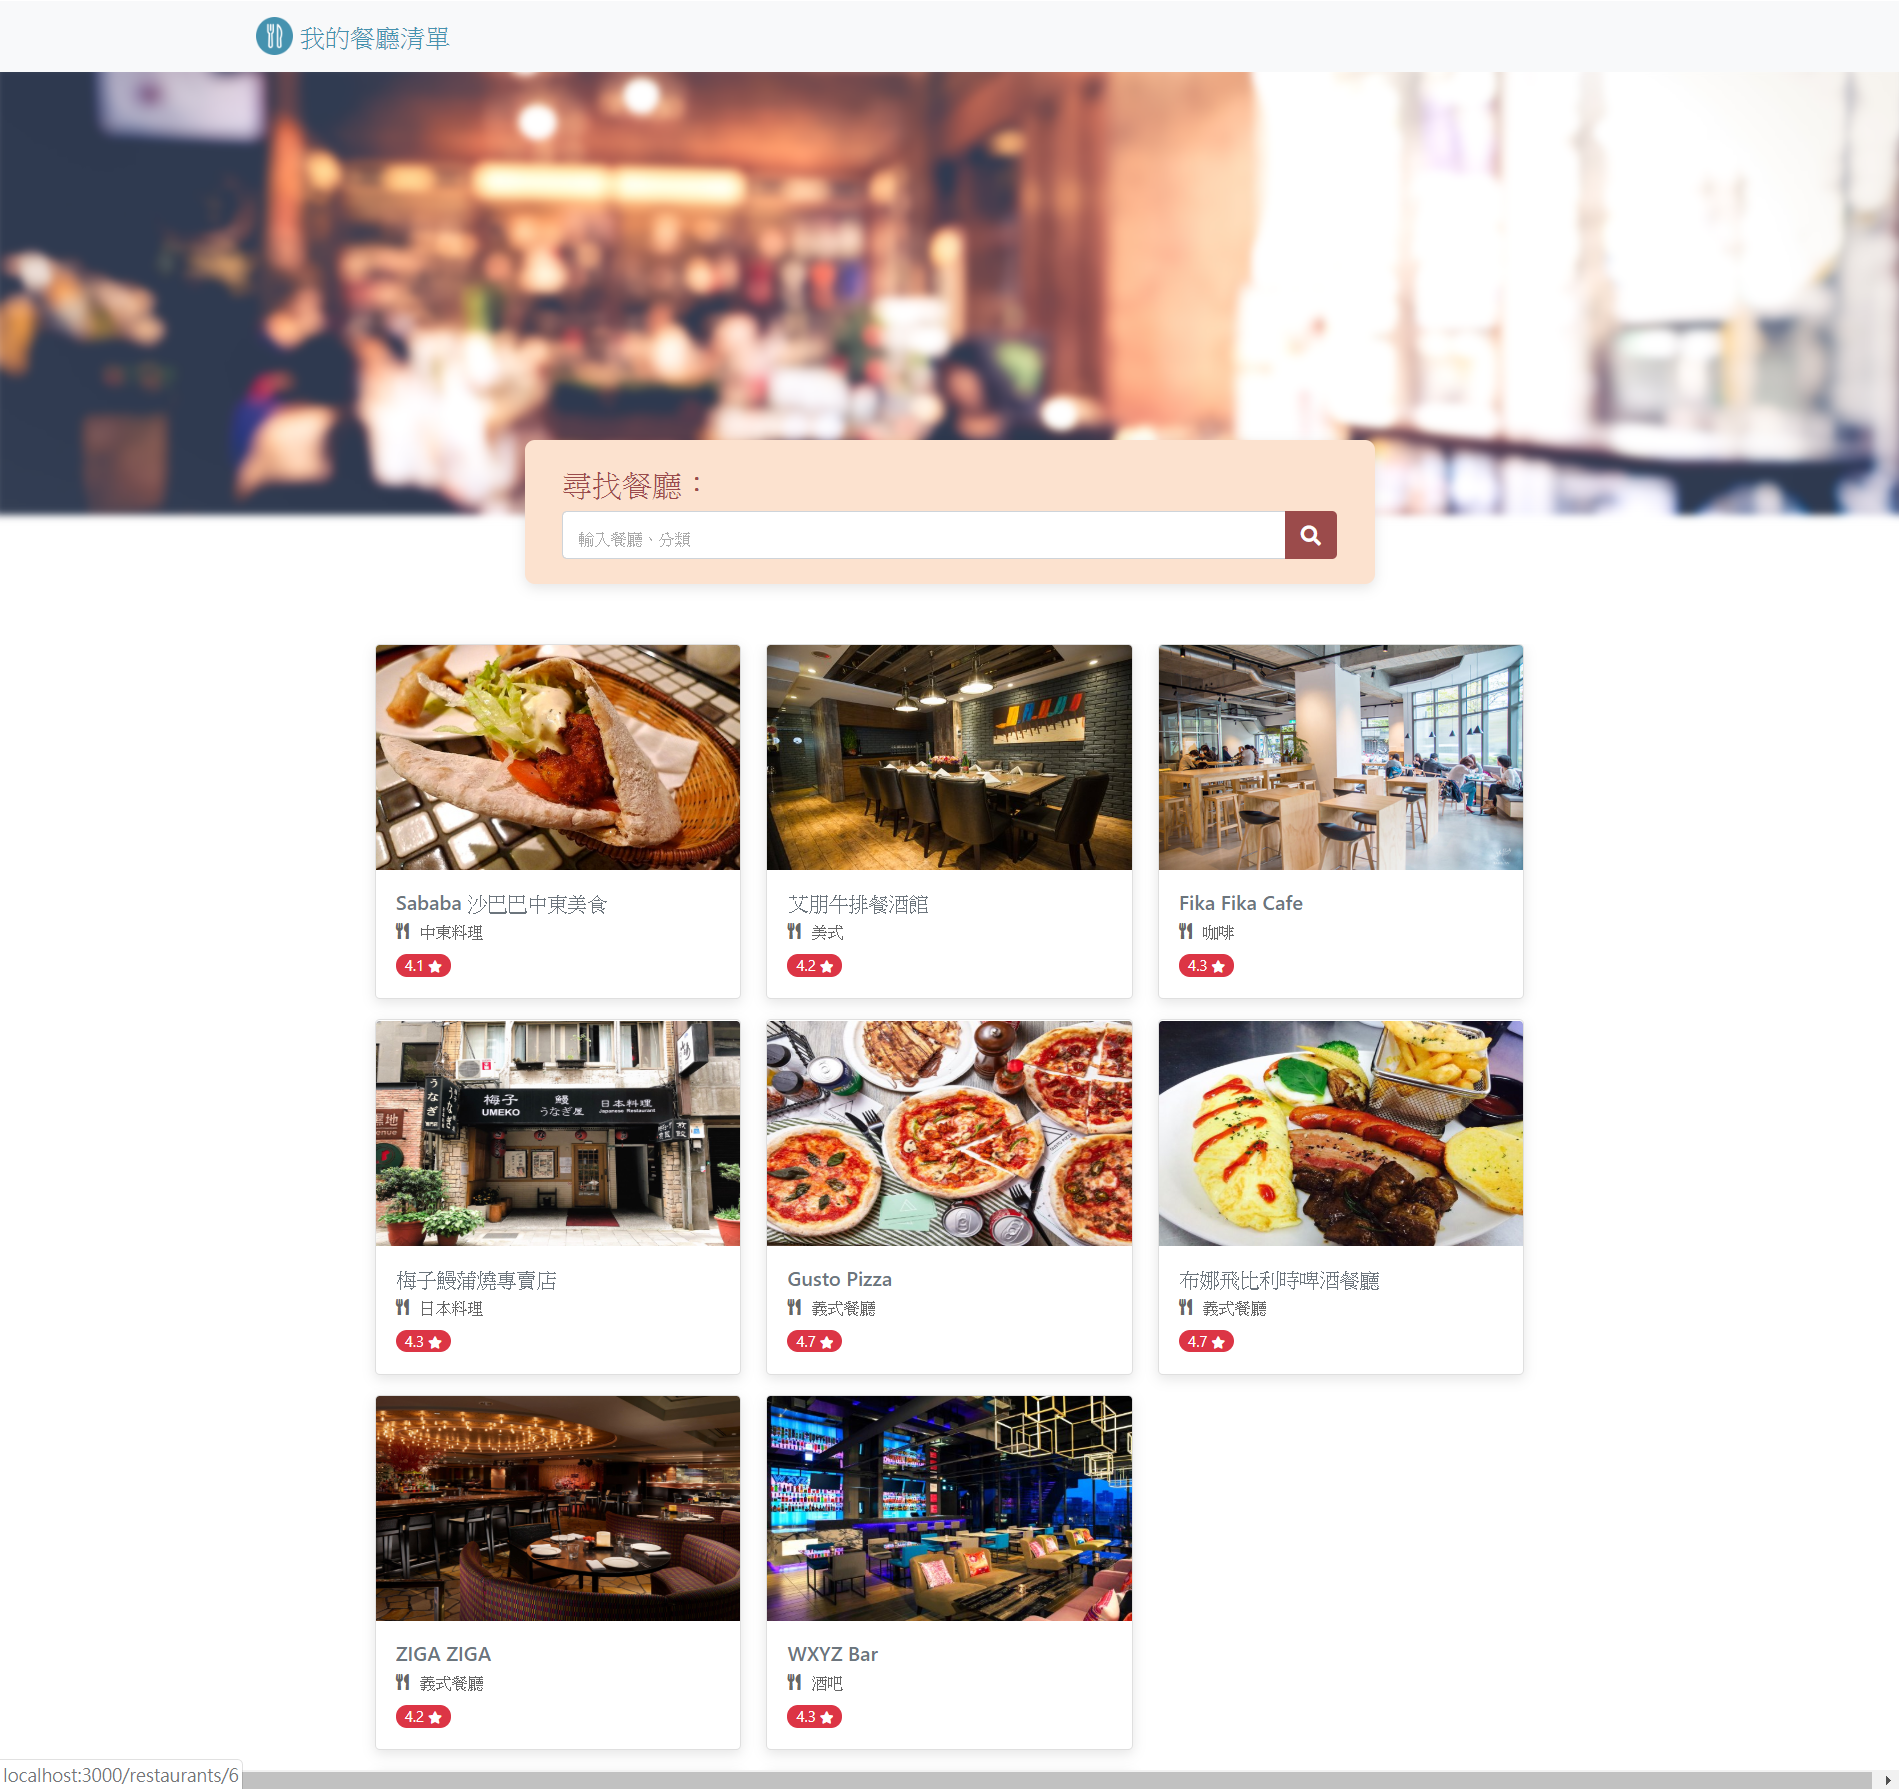 我的餐廳清單
尋找餐廳：
輸入餐廳、分類
Sababa 沙巴巴中東美食
中東料理
4.1
艾朋牛排餐酒館
美式
4.2
Fika Fika Cafe
咖啡
4.3
梅子 鰻 日本料理
UMEKO うなぎ屋 Japanese Restaurant
うなぎ
うなぎ
梅子鰻蒲燒專賣店
日本料理
4.3
Gusto Pizza
義式餐廳
4.7
布娜飛比利時啤酒餐廳
義式餐廳
4.7
ZIGA ZIGA
義式餐廳
4.2
WXYZ Bar
酒吧
4.3
localhost:3000/restaurants/6